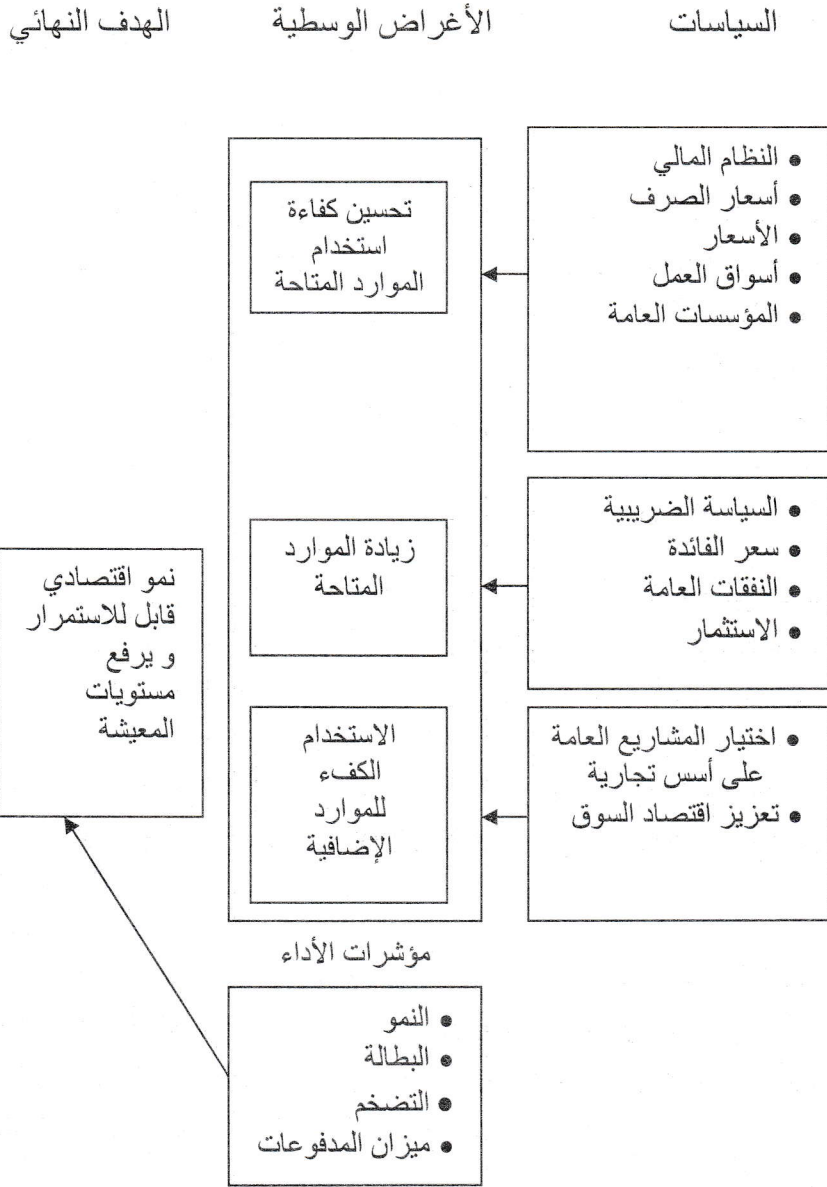 السياسات
الأغراض الوسطية
الهدف النهائي
• النظام المالي
• أسعار الصرف
• الأسعار
• أسواق العمل
• المؤسسات العامة
تحسين كفاءة
استخدام
الموارد المتاحة
• السياسة الضريبية
• سعر الفائدة
• النفقات العامة
• الاستثمار
زيادة الموارد
المتاحة
نمو اقتصادي
قابل للاستمرار
و يرفع
مستويات
المعيشة
• اختيار المشاريع العامة
على أسس تجارية
• تعزيز اقتصاد السوق
الاستخدام
الكفء
للموارد
الإضافية
مؤشرات الأداء
• النمو
• البطالة
• التضخم
• ميزان المدفوعات